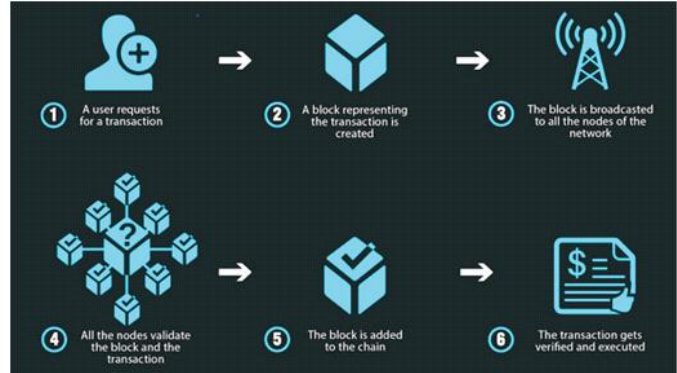 1 A user requests
for a transaction
2 A block representing
the transaction is
created
3 The block is broadcasted
to all the nodes of the
network
?
4 All the nodes validate
the block and the
transaction
5 The block is added
to the chain
$
6 The transaction gets
verified and executed